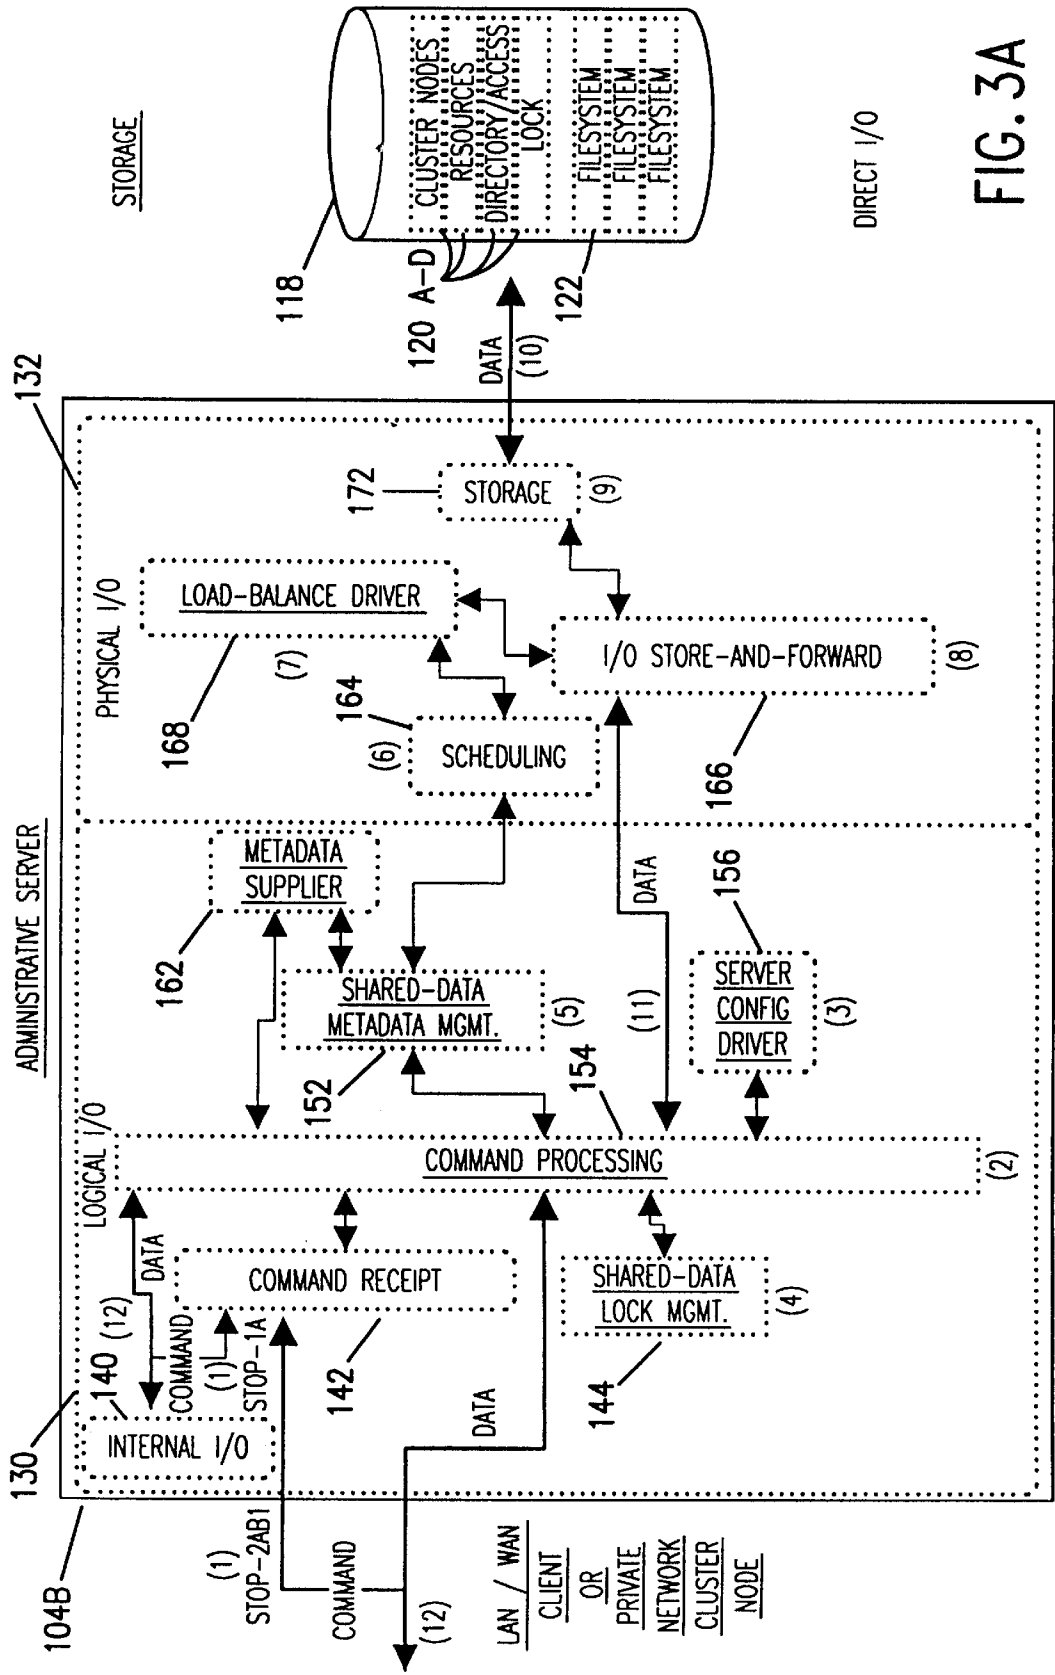 ADMINISTRATIVE SERVER
STORAGE
104B
130
132
LOGICAL I/O
PHYSICAL I/O
140
INTERNAL I/O
(12)
DATA
COMMAND
(1)
STOP-1A
(1)
STOP-2AB1
COMMAND
(12)
LAN / WAN
CLIENT
OR
PRIVATE
NETWORK
CLUSTER
NODE
COMMAND RECEIPT
142
DATA
SHARED-DATA
LOCK MGMT.
(4)
144
COMMAND PROCESSING
(2)
154
152
SHARED-DATA
METADATA MGMT.
(5)
162
METADATA
SUPPLIER
(11)
DATA
SERVER
CONFIG
DRIVER
(3)
156
168
LOAD-BALANCE DRIVER
(7)
164
(6)
SCHEDULING
I/O STORE-AND-FORWARD
(8)
166
172
STORAGE
(9)
DATA
(10)
118
120 A-D
CLUSTER NODES
RESOURCES
DIRECTORY/ACCESS
LOCK
122
FILESYSTEM
FILESYSTEM
FILESYSTEM
DIRECT I/O
FIG. 3A